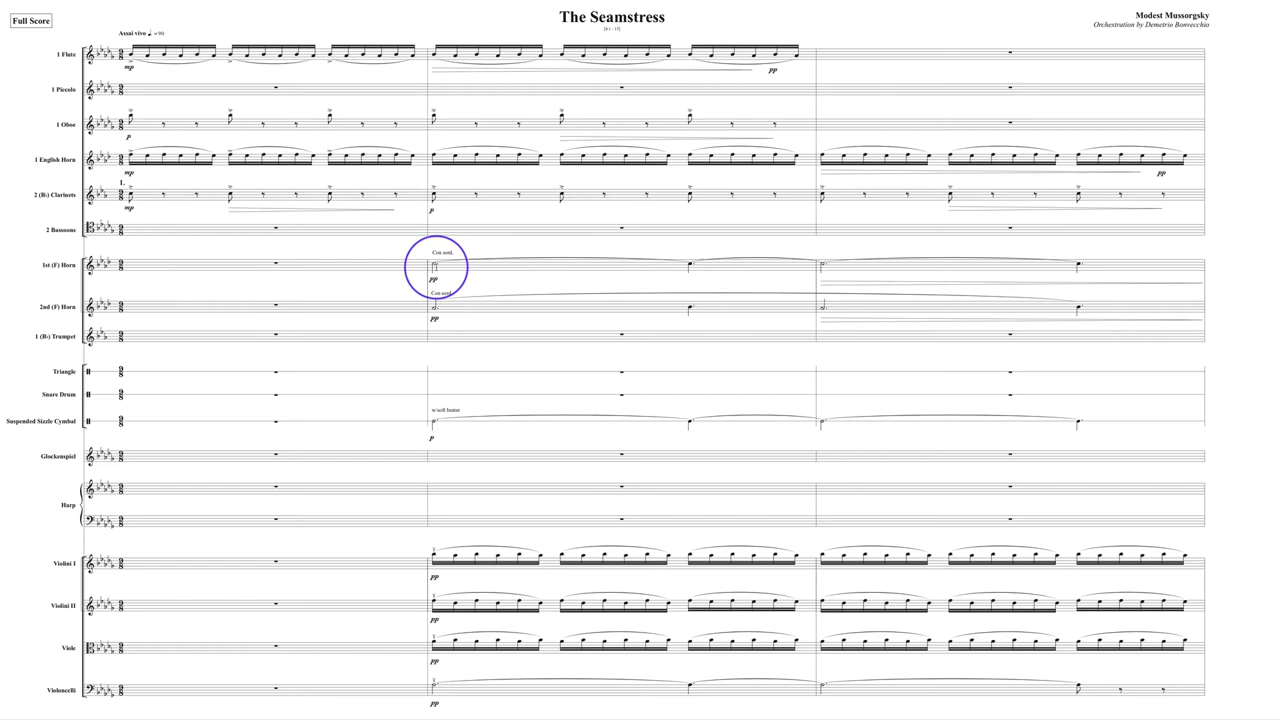 Full Score
The Seamstress
[b.1 - 15]
Modest Mussorgsky
Orchestration by Demetrio Bonvecchio
Assai vivo ♩. = 90
1 Flute
mp
pp
1 Piccolo
1 Oboe
p
1 English Horn
mp
pp
1.
2 (B♭) Clarinets
mp
p
2 Bassoons
Con sord.
1st (F) Horn
pp
Con sord.
2nd (F) Horn
pp
1 (B♭) Trumpet
Triangle
Snare Drum
w/soft beater
Suspended Sizzle Cymbal
p
Glockenspiel
Harp
Violini I
pp
Violini II
pp
Viole
pp
Violoncelli
pp